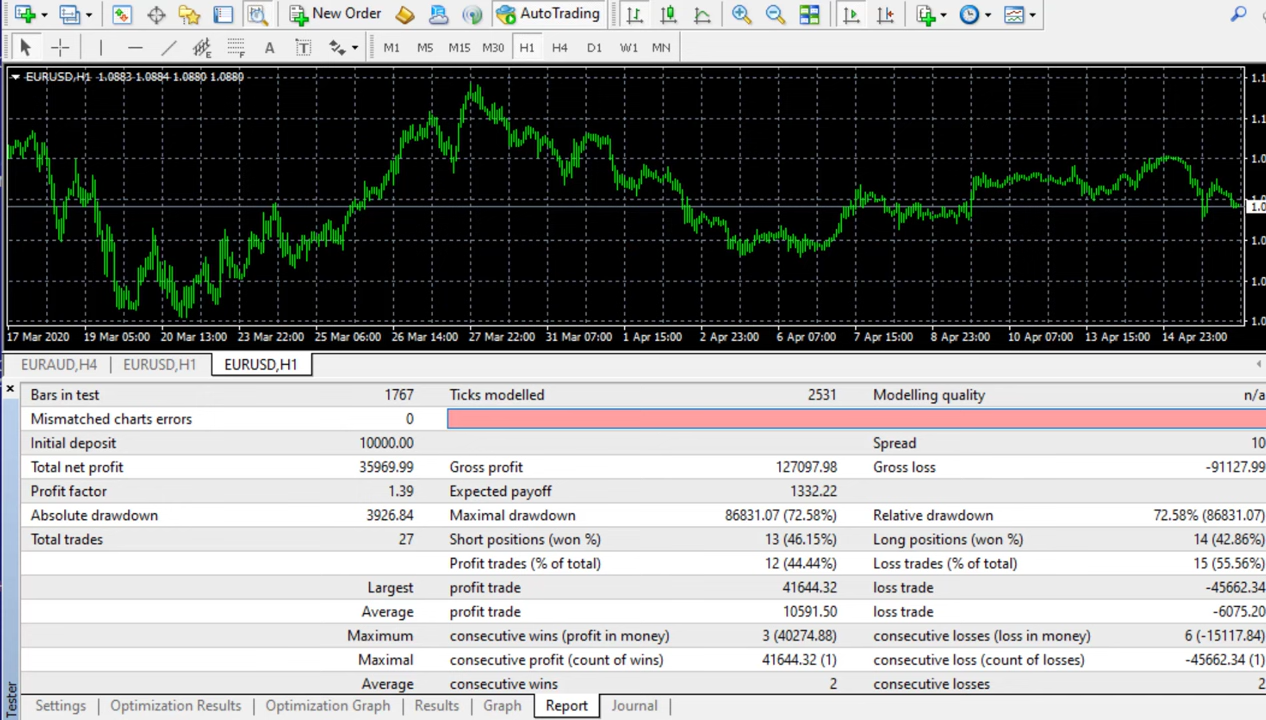 New Order AutoTrading
E F A T M1 M5 M15 M30 H1 H4 D1 W1 MN
EURUSD,H1 1.0883 1.0884 1.0880 1.0880
17 Mar 2020 19 Mar 05:00 20 Mar 13:00 23 Mar 22:00 25 Mar 06:00 26 Mar 14:00 27 Mar 22:00 31 Mar 07:00 1 Apr 15:00 2 Apr 23:00 6 Apr 07:00 7 Apr 15:00 8 Apr 23:00 10 Apr 07:00 13 Apr 15:00 14 Apr 23:00
EURAUD,H4 EURUSD,H1 EURUSD,H1
Bars in test 1767 Ticks modelled 2531 Modelling quality n/a
Mismatched charts errors 0
Initial deposit 10000.00 Spread 10
Total net profit 35969.99 Gross profit 127097.98 Gross loss -91127.99
Profit factor 1.39 Expected payoff 1332.22
Absolute drawdown 3926.84 Maximal drawdown 86831.07 (72.58%) Relative drawdown 72.58% (86831.07)
Total trades 27 Short positions (won %) 13 (46.15%) Long positions (won %) 14 (42.86%)
Profit trades (% of total) 12 (44.44%) Loss trades (% of total) 15 (55.56%)
Largest profit trade 41644.32 loss trade -45662.34
Average profit trade 10591.50 loss trade -6075.20
Maximum consecutive wins (profit in money) 3 (40274.88) consecutive losses (loss in money) 6 (-15117.84)
Maximal consecutive profit (count of wins) 41644.32 (1) consecutive loss (count of losses) -45662.34 (1)
Average consecutive wins 2 consecutive losses 2
Tester
Settings Optimization Results Optimization Graph Results Graph Report Journal